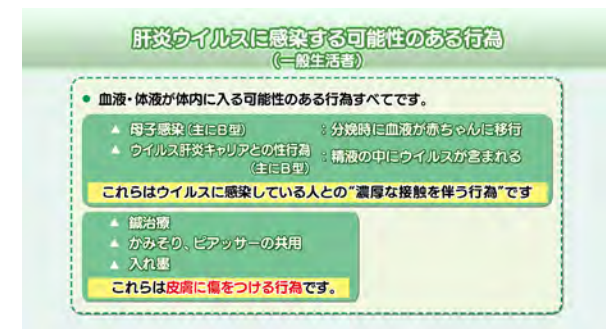 肝炎ウイルスに感染する可能性のある行為
(一般生活者)
● 血液・体液が体内に入る可能性のある行為すべてです。
▲ 母子感染(主にB型) :分娩時に血液が赤ちゃんに移行
▲ ウイルス肝炎キャリアとの性行為
(主にB型) :精液の中にウイルスが含まれる
これらはウイルスに感染している人との“濃厚な接触を伴う行為”です
▲ 鍼治療
▲ かみそり、ピアッサーの共用
▲ 入れ墨
これらは皮膚に傷をつける行為です。